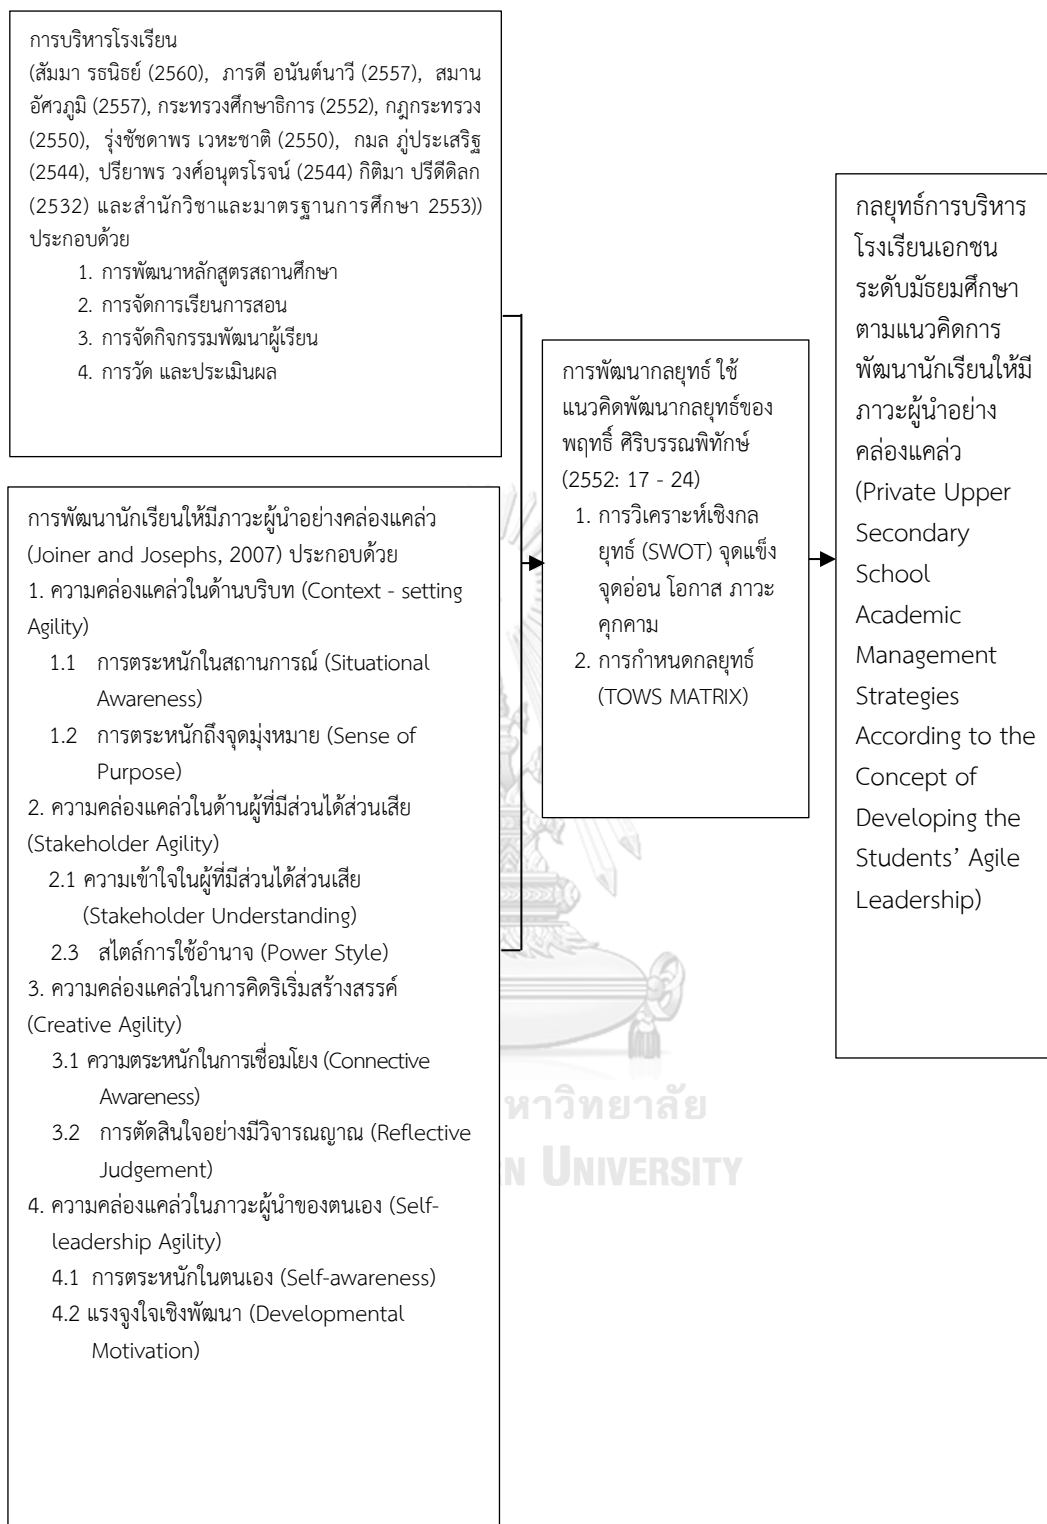 การบริหารโรงเรียน
(สัมมา รธนิธย์ (2560), ภารดี อนันต์นาวี (2557), สมาน
อัศวภูมิ (2557), กระทรวงศึกษาธิการ (2552), กฎกระทรวง
(2550), รุ่งชัชดาพร เวหะชาติ (2550), กมล ภู่ประเสริฐ
(2544), ปรียาพร วงศ์อนุตรโรจน์ (2544) กิติมา ปรีดีดิลก
(2532) และสำนักวิชาและมาตรฐานการศึกษา 2553))
ประกอบด้วย
1. การพัฒนาหลักสูตรสถานศึกษา
2. การจัดการเรียนการสอน
3. การจัดกิจกรรมพัฒนาผู้เรียน
4. การวัด และประเมินผล
การพัฒนานักเรียนให้มีภาวะผู้นำอย่างคล่องแคล่ว
(Joiner and Josephs, 2007) ประกอบด้วย
1. ความคล่องแคล่วในด้านบริบท (Context - setting
Agility)
1.1 การตระหนักในสถานการณ์ (Situational
Awareness)
1.2 การตระหนักถึงจุดมุ่งหมาย (Sense of
Purpose)
2. ความคล่องแคล่วในด้านผู้ที่มีส่วนได้ส่วนเสีย
(Stakeholder Agility)
2.1 ความเข้าใจในผู้ที่มีส่วนได้ส่วนเสีย
(Stakeholder Understanding)
2.3 สไตล์การใช้อำนาจ (Power Style)
3. ความคล่องแคล่วในการคิดริเริ่มสร้างสรรค์
(Creative Agility)
3.1 ความตระหนักในการเชื่อมโยง (Connective
Awareness)
3.2 การตัดสินใจอย่างมีวิจารณญาณ (Reflective
Judgement)
4. ความคล่องแคล่วในภาวะผู้นำของตนเอง (Self-
leadership Agility)
4.1 การตระหนักในตนเอง (Self-awareness)
4.2 แรงจูงใจเชิงพัฒนา (Developmental
Motivation)
การพัฒนากลยุทธ์ ใช้
แนวคิดพัฒนากลยุทธ์ของ
พฤทธิ์ ศิริบรรณพิทักษ์
(2552: 17 - 24)
1. การวิเคราะห์เชิงกล
ยุทธ์ (SWOT) จุดแข็ง
จุดอ่อน โอกาส ภาวะ
คุกคาม
2. การกำหนดกลยุทธ์
(TOWS MATRIX)
กลยุทธ์การบริหาร
โรงเรียนเอกชน
ระดับมัธยมศึกษา
ตามแนวคิดการ
พัฒนานักเรียนให้มี
ภาวะผู้นำอย่าง
คล่องแคล่ว
(Private Upper
Secondary
School
Academic
Management
Strategies
According to the
Concept of
Developing the
Students' Agile
Leadership)
หาวิทยาลัย
N UNIVERSITY